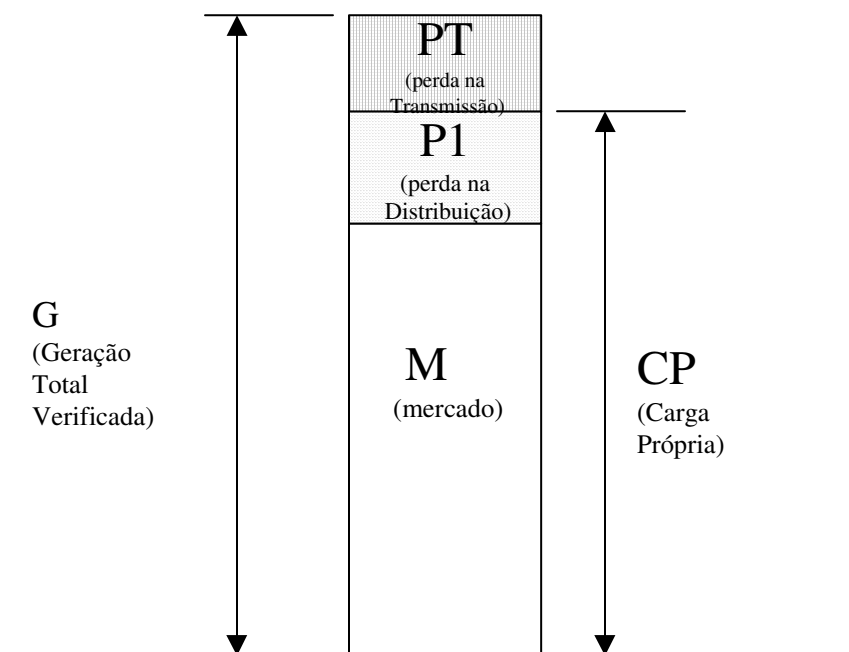 PT
(perda na
Transmissão)
P1
(perda na
Distribuição)
G
(Geração
Total
Verificada)
M
(mercado)
CP
(Carga
Própria)